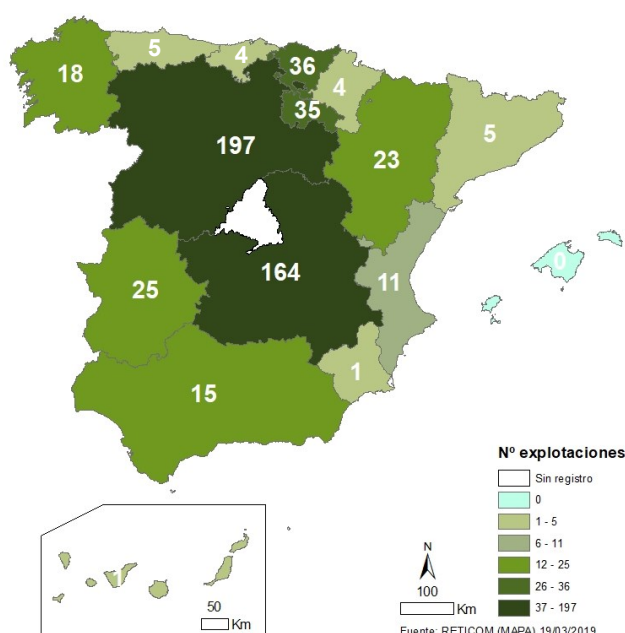 5
4
36
18
4
35
5
197
23
0
164
11
25
1
15
Nº explotaciones
Sin registro
0
1 - 5
6 - 11
12 - 25
26 - 36
37 - 197
N
100
Km
1
50
Km
Fuente: RETICOM (MAPA) 19/03/2019